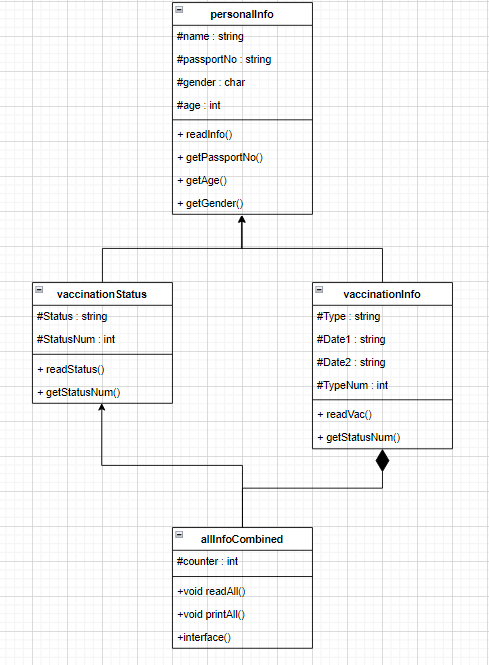 personalInfo
#name : string
#passportNo : string
#gender : char
#age : int
+ readInfo()
+ getPassportNo()
+ getAge()
+ getGender()
vaccinationStatus
#Status : string
#StatusNum : int
+ readStatus()
+ getStatusNum()
vaccinationInfo
#Type : string
#Date1 : string
#Date2 : string
#TypeNum : int
+ readVac()
+ getStatusNum()
allInfoCombined
#counter : int
+void readAll()
+void printAll()
+interface()